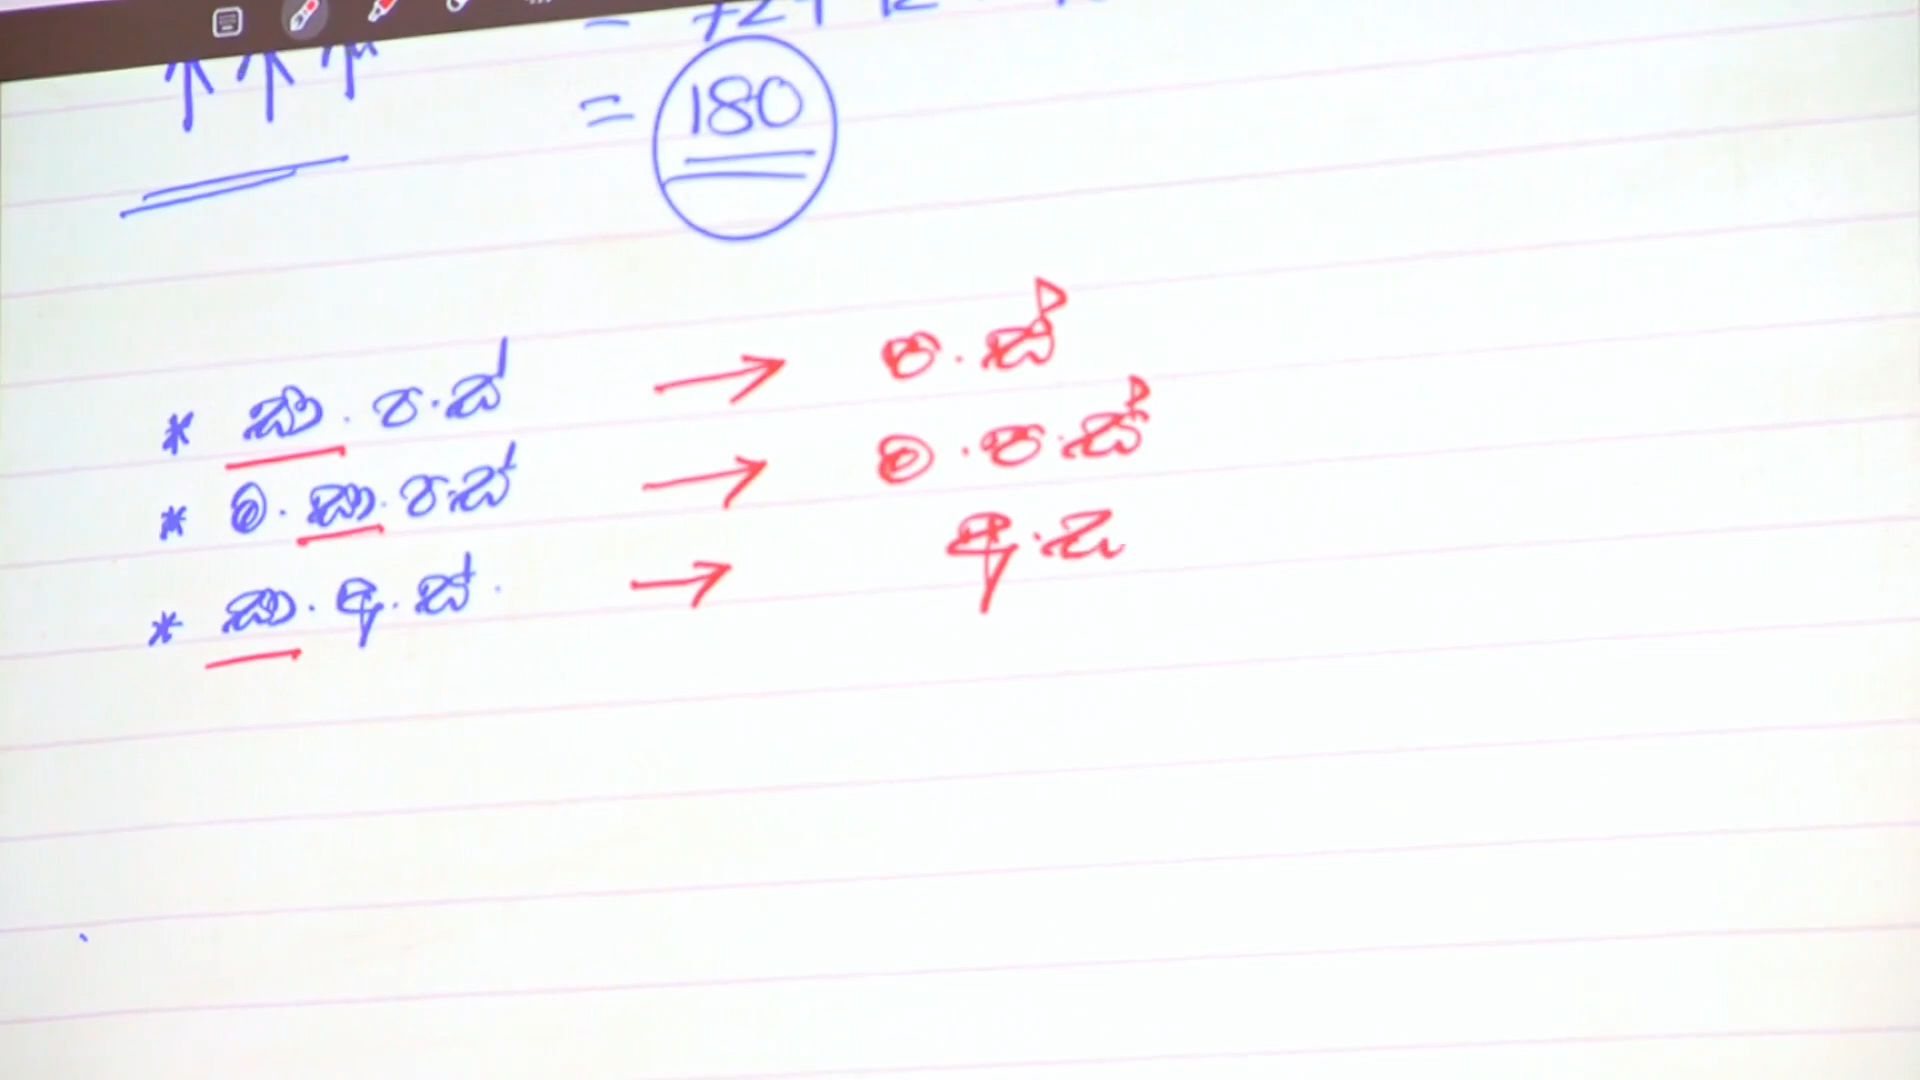 = 180
* සා. ප. ස් → ප. ස්
* ම. සා. ප. ස් → ම. ප. ස්
* සා. අ. ස්. → අ. ස